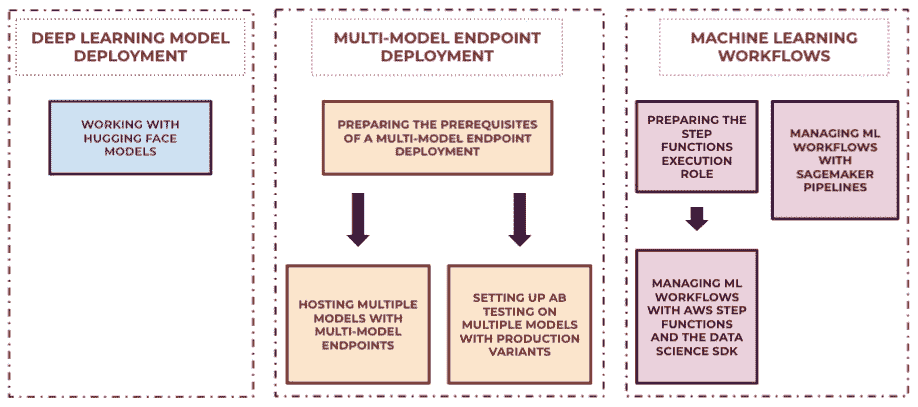 DEEP LEARNING MODEL
DEPLOYMENT
WORKING WITH
HUGGING FACE
MODELS
MULTI-MODEL ENDPOINT
DEPLOYMENT
PREPARING THE PREREQUISITES
OF A MULTI-MODEL ENDPOINT
DEPLOYMENT
HOSTING MULTIPLE
MODELS WITH
MULTI-MODEL
ENDPOINTS
SETTING UP AB
TESTING ON
MULTIPLE MODELS
WITH PRODUCTION
VARIANTS
MACHINE LEARNING
WORKFLOWS
PREPARING THE
STEP
FUNCTIONS
EXECUTION
ROLE
MANAGING ML
WORKFLOWS
WITH
SAGEMAKER
PIPELINES
MANAGING ML
WORKFLOWS
WITH AWS STEP
FUNCTIONS
AND THE DATA
SCIENCE SDK